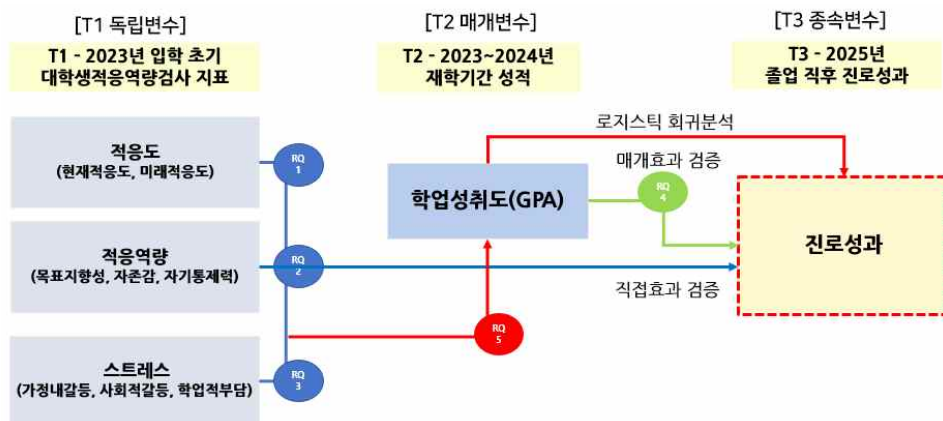 [T1 독립변수]
[T2 매개변수]
[T3 종속변수]
T1 - 2023년 입학 초기
대학생적응역량검사 지표
T2 - 2023~2024년
재학기간 성적
T3 - 2025년
졸업 직후 진로성과
로지스틱 회귀분석
적응도
(현재적응도, 미래적응도)
RQ
1
매개효과 검증
학업성취도(GPA)
RQ
4
진로성과
적응역량
(목표지향성, 자존감, 자기통제력)
RQ
2
직접효과 검증
RQ
5
스트레스
(가정내갈등, 사회적갈등, 학업적부담)
RQ
3